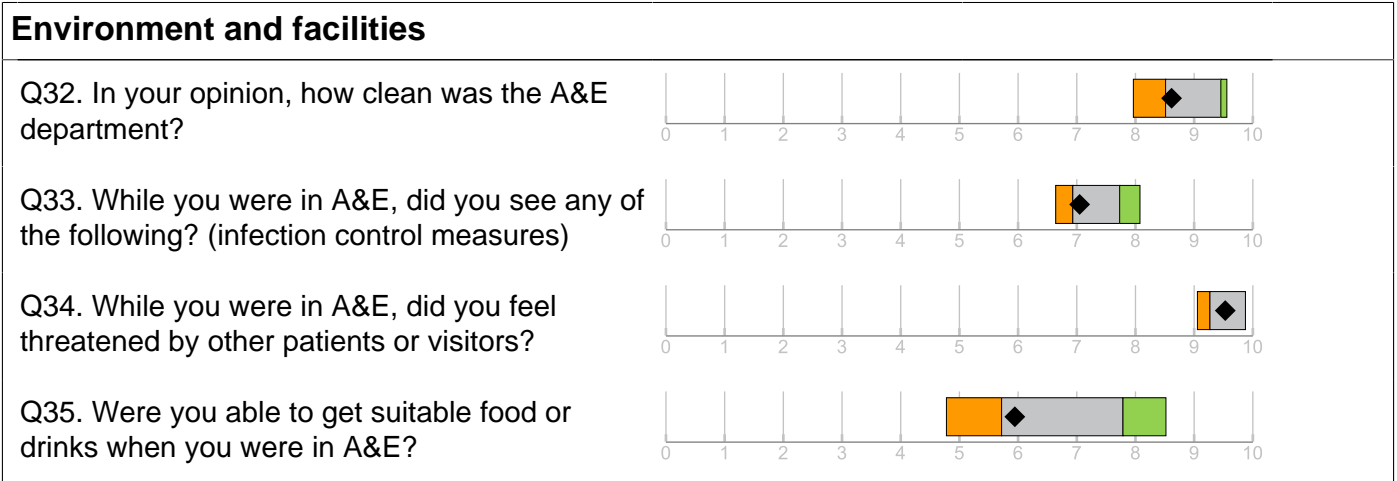 Environment and facilities
Q32. In your opinion, how clean was the A&E
department?
0 1 2 3 4 5 6 7 8 9 10
Q33. While you were in A&E, did you see any of
the following? (infection control measures)
0 1 2 3 4 5 6 7 8 9 10
Q34. While you were in A&E, did you feel
threatened by other patients or visitors?
0 1 2 3 4 5 6 7 8 9 10
Q35. Were you able to get suitable food or
drinks when you were in A&E?
0 1 2 3 4 5 6 7 8 9 10